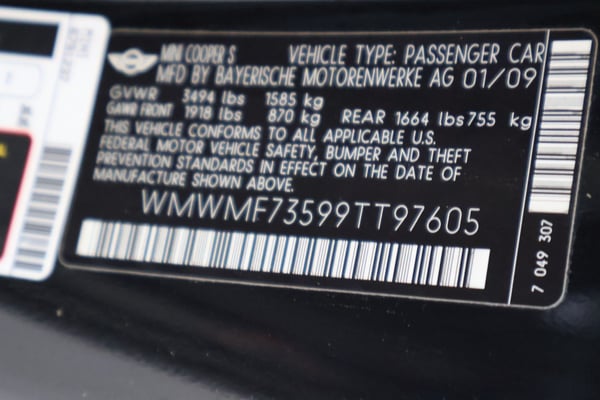 MINI COOPER S VEHICLE TYPE: PASSENGER CAR
MFD BY BAYERISCHE MOTORENWERKE AG 01/09
GVWR 3494 lbs 1585 kg
GAWR FRONT 1918 lbs 870 kg REAR 1664 lbs 755 kg
THIS VEHICLE CONFORMS TO ALL APPLICABLE U.S.
FEDERAL MOTOR VEHICLE SAFETY, BUMPER AND THEFT
PREVENTION STANDARDS IN EFFECT ON THE DATE OF
MANUFACTURE SHOWN ABOVE.
WMWMF73599TT97605
7 049 307